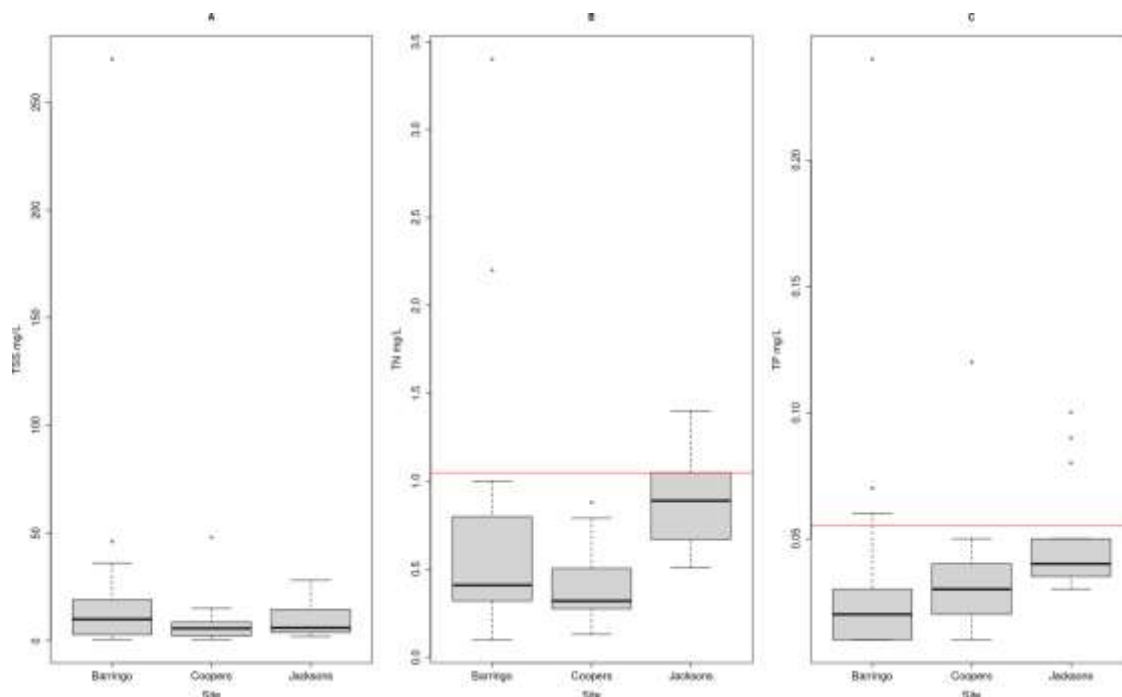 A
TSS mg/L
250
200
150
100
50
0
Barringo Coopers Jacksons
Site
B
TN mg/L
3.5
3.0
2.5
2.0
1.5
1.0
0.5
0.0
Barringo Coopers Jacksons
Site
C
TP mg/L
0.20
0.15
0.10
0.05
Barringo Coopers Jacksons
Site